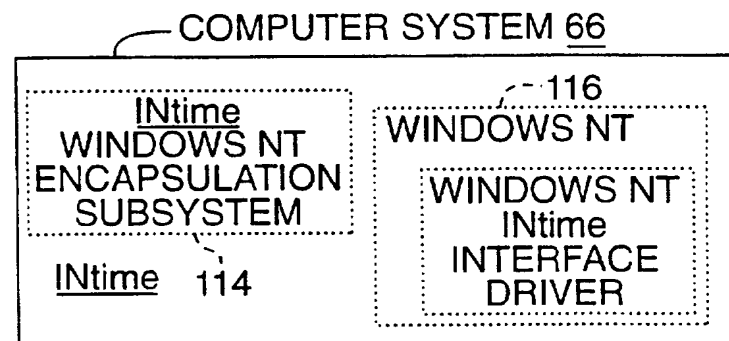 COMPUTER SYSTEM 66
INtime
WINDOWS NT
ENCAPSULATION
SUBSYSTEM
114
INtime
116
WINDOWS NT
WINDOWS NT
INtime
INTERFACE
DRIVER